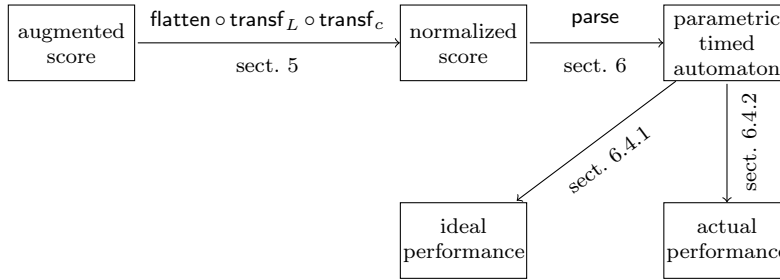 augmented
score
flatten ∘ transf_L ∘ transf_c
sect. 5
normalized
score
parse
sect. 6
parametric
timed
automaton
sect. 6.4.1
sect. 6.4.2
ideal
performance
actual
performance